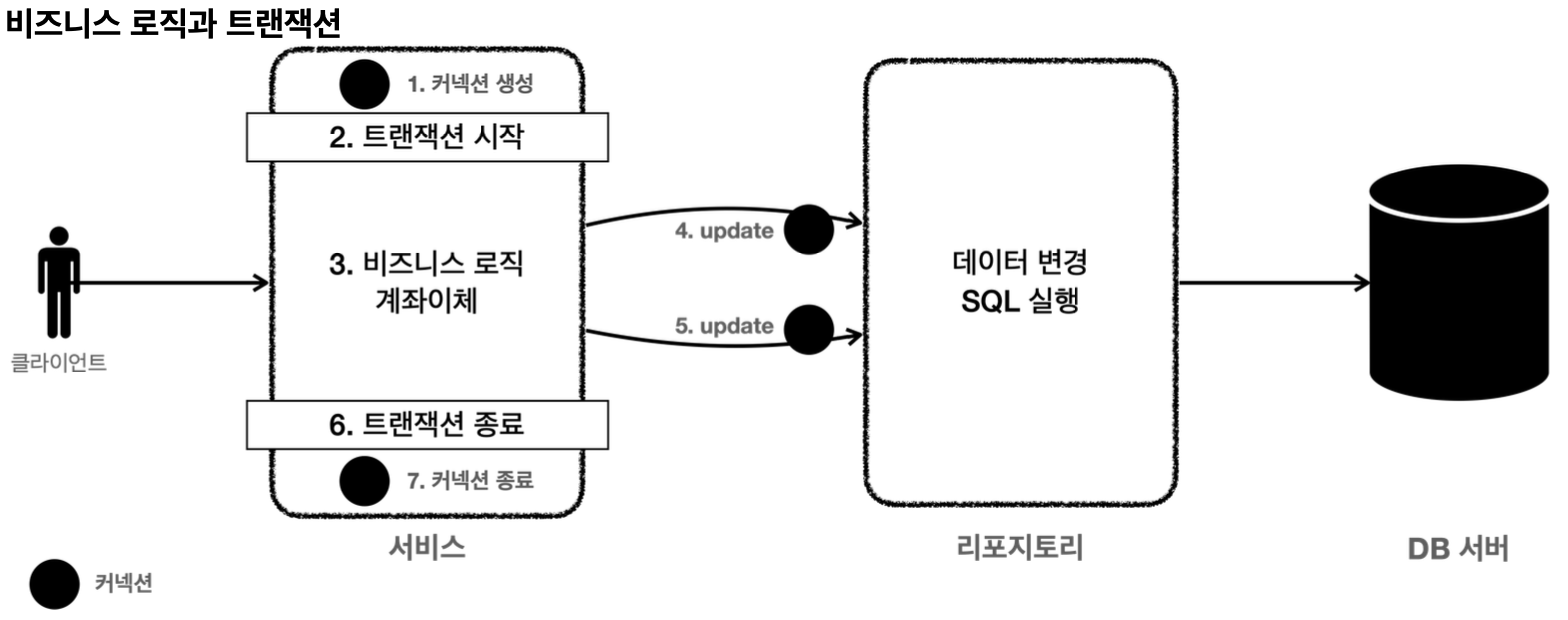 비즈니스 로직과 트랜잭션
1. 커넥션 생성
2. 트랜잭션 시작
3. 비즈니스 로직
계좌이체
4. update
5. update
데이터 변경
SQL 실행
클라이언트
6. 트랜잭션 종료
7. 커넥션 종료
서비스
리포지토리
DB 서버
커넥션